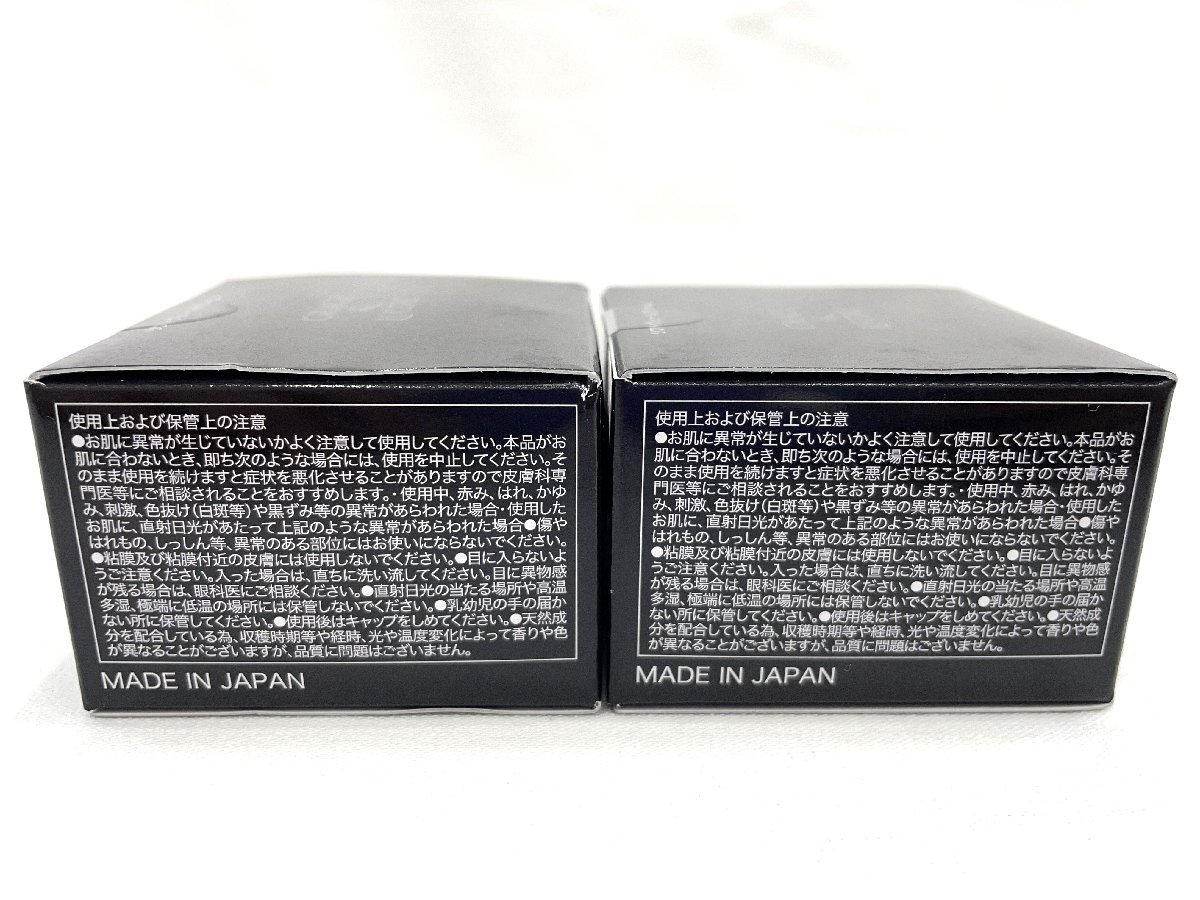 使用上および保管上の注意
●お肌に異常が生じていないかよく注意して使用してください。本品がお
肌に合わないとき、即ち次のような場合には、使用を中止してください。そ
のまま使用を続けますと症状を悪化させることがありますので皮膚科専
門医等にご相談されることをおすすめします。・使用中、赤み、はれ、かゆ
み、刺激、色抜け(白斑等)や黒ずみ等の異常があらわれた場合・使用した
お肌に、直射日光があたって上記のような異常があらわれた場合●傷や
はれもの、しっしん等、異常のある部位にはお使いにならないでください。
●粘膜及び粘膜付近の皮膚には使用しないでください。●目に入らないよ
うご注意ください。入った場合は、直ちに洗い流してください。目に異物感
が残る場合は、眼科医にご相談ください。●直射日光の当たる場所や高温
多湿、極端に低温の場所には保管しないでください。●乳幼児の手の届か
ない所に保管してください。●使用後はキャップをしめてください。●天然成
分を配合している為、収穫時期等や経時、光や温度変化によって香りや色
が異なることがございますが、品質に問題はございません。
MADE IN JAPAN
使用上および保管上の注意
●お肌に異常が生じていないかよく注意して使用してください。本品がお
肌に合わないとき、即ち次のような場合には、使用を中止してください。そ
のまま使用を続けますと症状を悪化させることがありますので皮膚科専
門医等にご相談されることをおすすめします。・使用中、赤み、はれ、かゆ
み、刺激、色抜け(白斑等)や黒ずみ等の異常があらわれた場合・使用した
お肌に、直射日光があたって上記のような異常があらわれた場合●傷や
はれもの、しっしん等、異常のある部位にはお使いにならないでください。
●粘膜及び粘膜付近の皮膚には使用しないでください。●目に入らないよ
うご注意ください。入った場合は、直ちに洗い流してください。目に異物感
が残る場合は、眼科医にご相談ください。●直射日光の当たる場所や高温
多湿、極端に低温の場所には保管しないでください。●乳幼児の手の届か
ない所に保管してください。●使用後はキャップをしめてください。●天然成
分を配合している為、収穫時期等や経時、光や温度変化によって香りや色
が異なることがございますが、品質に問題はございません。
MADE IN JAPAN